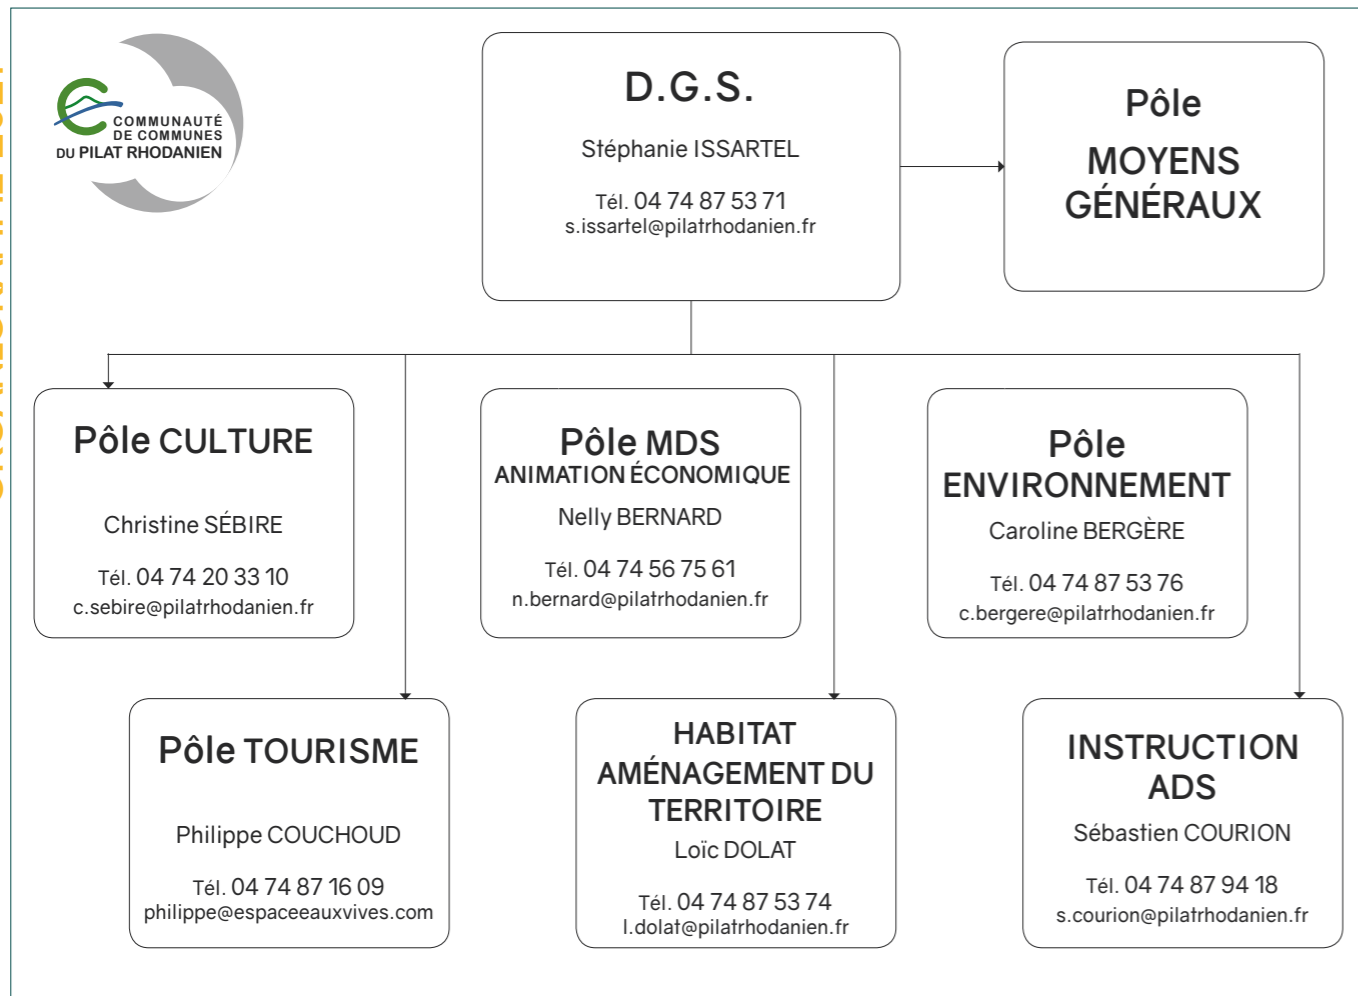 COMMUNAUTÉ
DE COMMUNES
DU PILAT RHODANIEN
D.G.S.
Stéphanie ISSARTEL
Tél. 04 74 87 53 71
s.issartel@pilatrhodanien.fr
Pôle
MOYENS
GÉNÉRAUX
Pôle CULTURE
Christine SÉBIRE
Tél. 04 74 20 33 10
c.sebire@pilatrhodanien.fr
Pôle MDS
ANIMATION ÉCONOMIQUE
Nelly BERNARD
Tél. 04 74 56 75 61
n.bernard@pilatrhodanien.fr
Pôle
ENVIRONNEMENT
Caroline BERGÈRE
Tél. 04 74 87 53 76
c.bergere@pilatrhodanien.fr
Pôle TOURISME
Philippe COUCHOUD
Tél. 04 74 87 16 09
philippe@espaceeauxvives.com
HABITAT
AMÉNAGEMENT DU
TERRITOIRE
Loïc DOLAT
Tél. 04 74 87 53 74
l.dolat@pilatrhodanien.fr
INSTRUCTION
ADS
Sébastien COURION
Tél. 04 74 87 94 18
s.courion@pilatrhodanien.fr